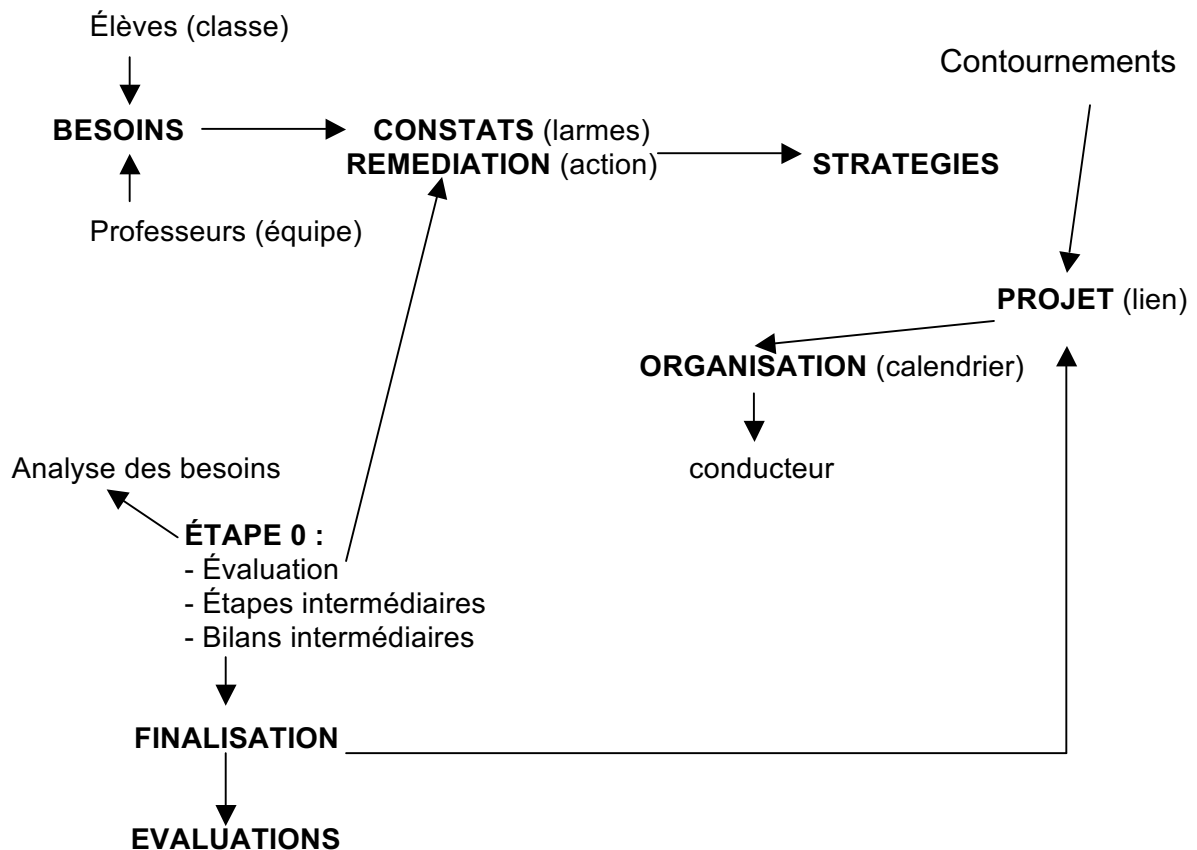 Élèves (classe)
Contournements
BESOINS
CONSTATS (larmes)
REMEDIATION (action)
STRATEGIES
Professeurs (équipe)
PROJET (lien)
ORGANISATION (calendrier)
Analyse des besoins
conducteur
ÉTAPE 0 :
- Évaluation
- Étapes intermédiaires
- Bilans intermédiaires
FINALISATION
EVALUATIONS